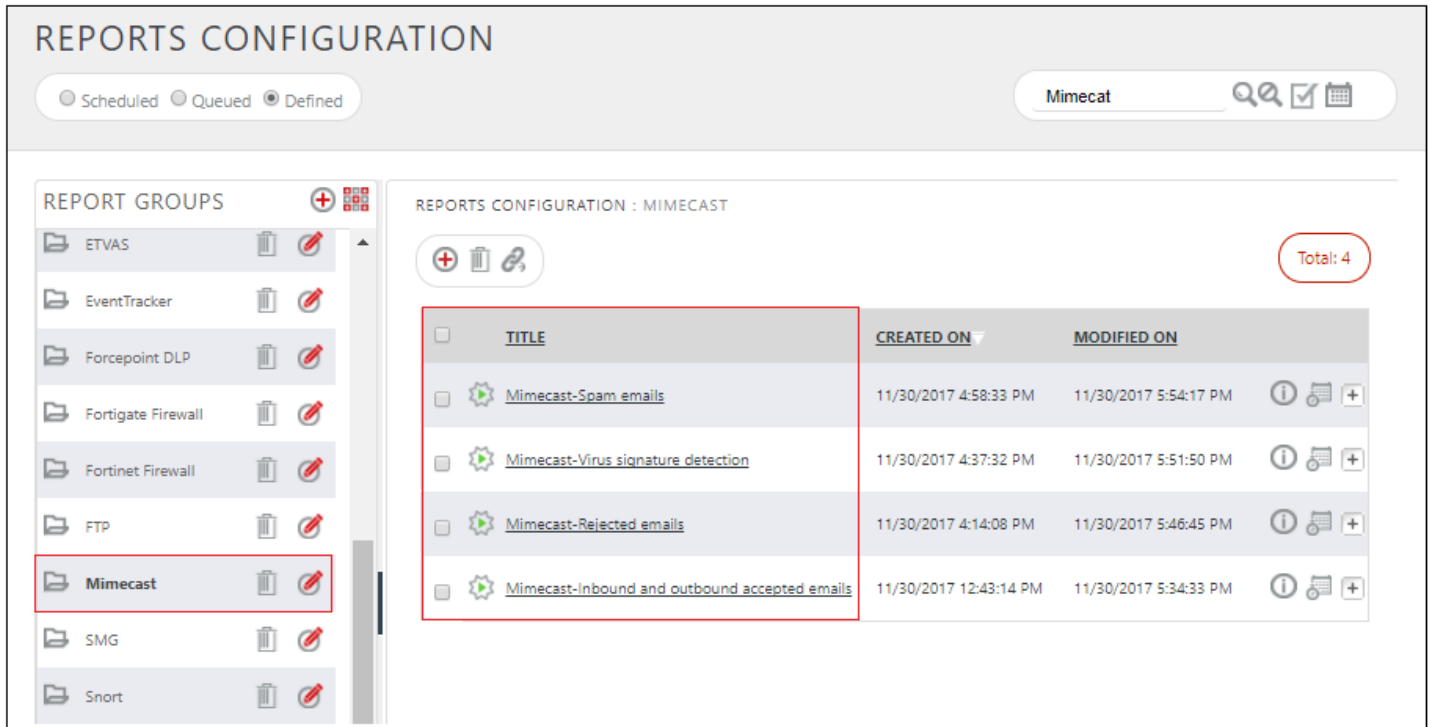 REPORTS CONFIGURATION
Scheduled Queued Defined
Mimecat
REPORT GROUPS
ETVAS
EventTracker
Forcepoint DLP
Fortigate Firewall
Fortinet Firewall
FTP
Mimecast
SMG
Snort
REPORTS CONFIGURATION : MIMECAST
Total: 4
TITLE CREATED ON MODIFIED ON
Mimecast-Spam emails 11/30/2017 4:58:33 PM 11/30/2017 5:54:17 PM
Mimecast-Virus signature detection 11/30/2017 4:37:32 PM 11/30/2017 5:51:50 PM
Mimecast-Rejected emails 11/30/2017 4:14:08 PM 11/30/2017 5:46:45 PM
Mimecast-Inbound and outbound accepted emails 11/30/2017 12:43:14 PM 11/30/2017 5:34:33 PM